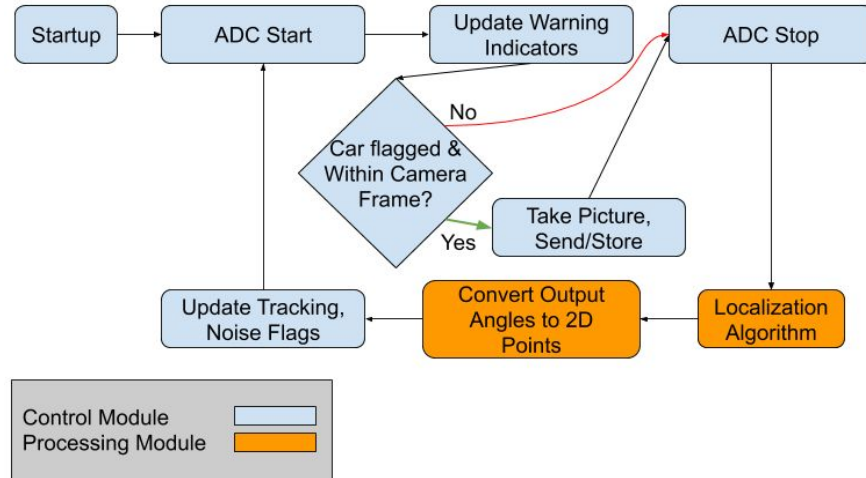 Startup
ADC Start
Update Warning
Indicators
ADC Stop
No
Car flagged &
Within Camera
Frame?
Yes
Take Picture,
Send/Store
Update Tracking,
Noise Flags
Convert Output
Angles to 2D
Points
Localization
Algorithm
Control Module
Processing Module